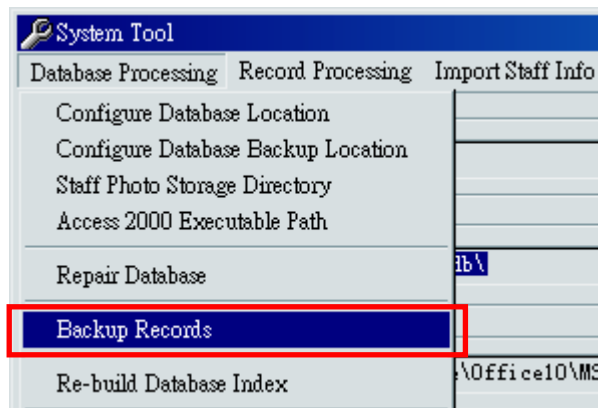 System Tool
Database Processing Record Processing Import Staff Info
Configure Database Location
Configure Database Backup Location
Staff Photo Storage Directory
Access 2000 Executable Path
db\
Repair Database
Backup Records
\Office10\MS
Re-build Database Index